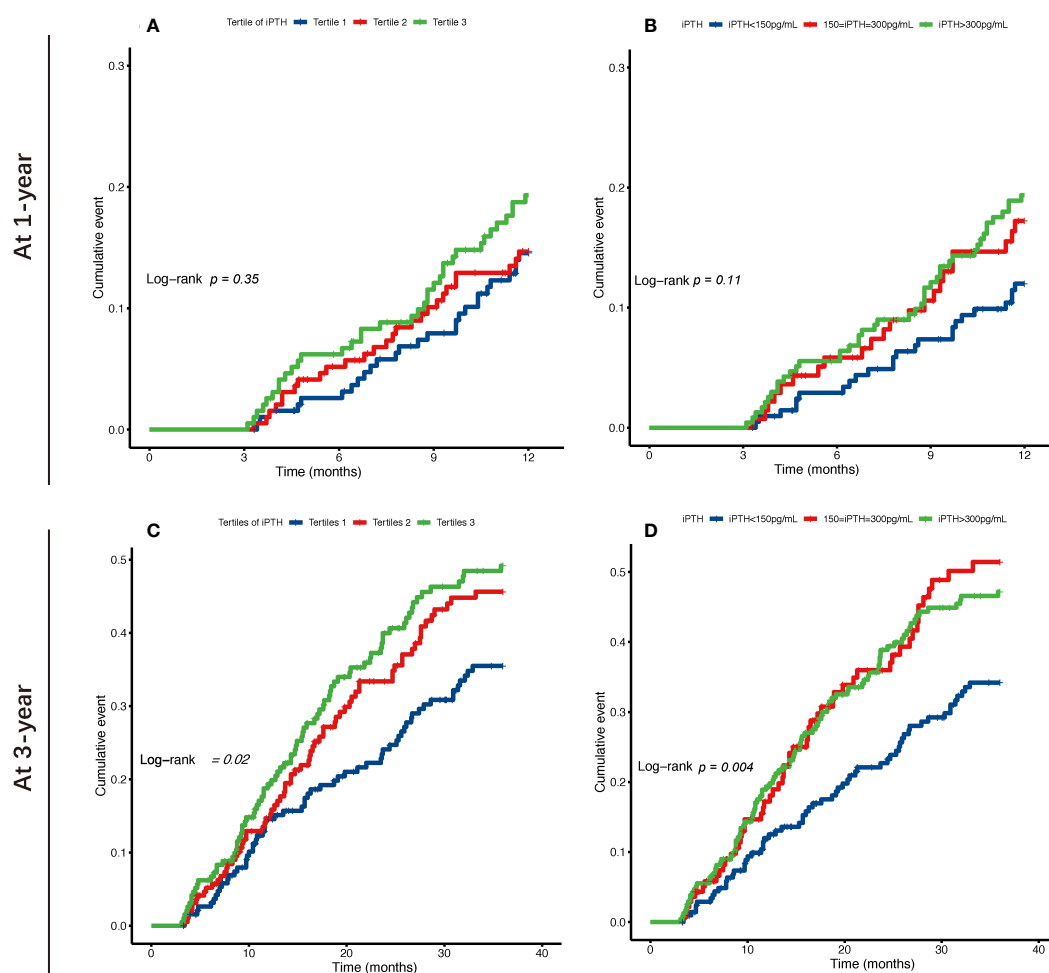 A
Tertile of iPTH Tertile 1 Tertile 2 Tertile 3
0.3
0.2
0.1
0.0
Cumulative event
Log-rank p = 0.35
0 3 6 9 12
Time (months)
B
iPTH iPTH<150pg/mL 150=iPTH=300pg/mL iPTH>300pg/mL
0.3
0.2
0.1
0.0
Cumulative event
Log-rank p = 0.11
0 3 6 9 12
Time (months)
At 1-year
C
Tertiles of iPTH Tertiles 1 Tertiles 2 Tertiles 3
0.5
0.4
0.3
0.2
0.1
0.0
Cumulative event
Log-rank = 0.02
0 10 20 30 40
Time (months)
D
iPTH iPTH<150pg/mL 150=iPTH=300pg/mL iPTH>300pg/mL
0.5
0.4
0.3
0.2
0.1
0.0
Cumulative event
Log-rank p = 0.004
0 10 20 30 40
Time (months)
At 3-year